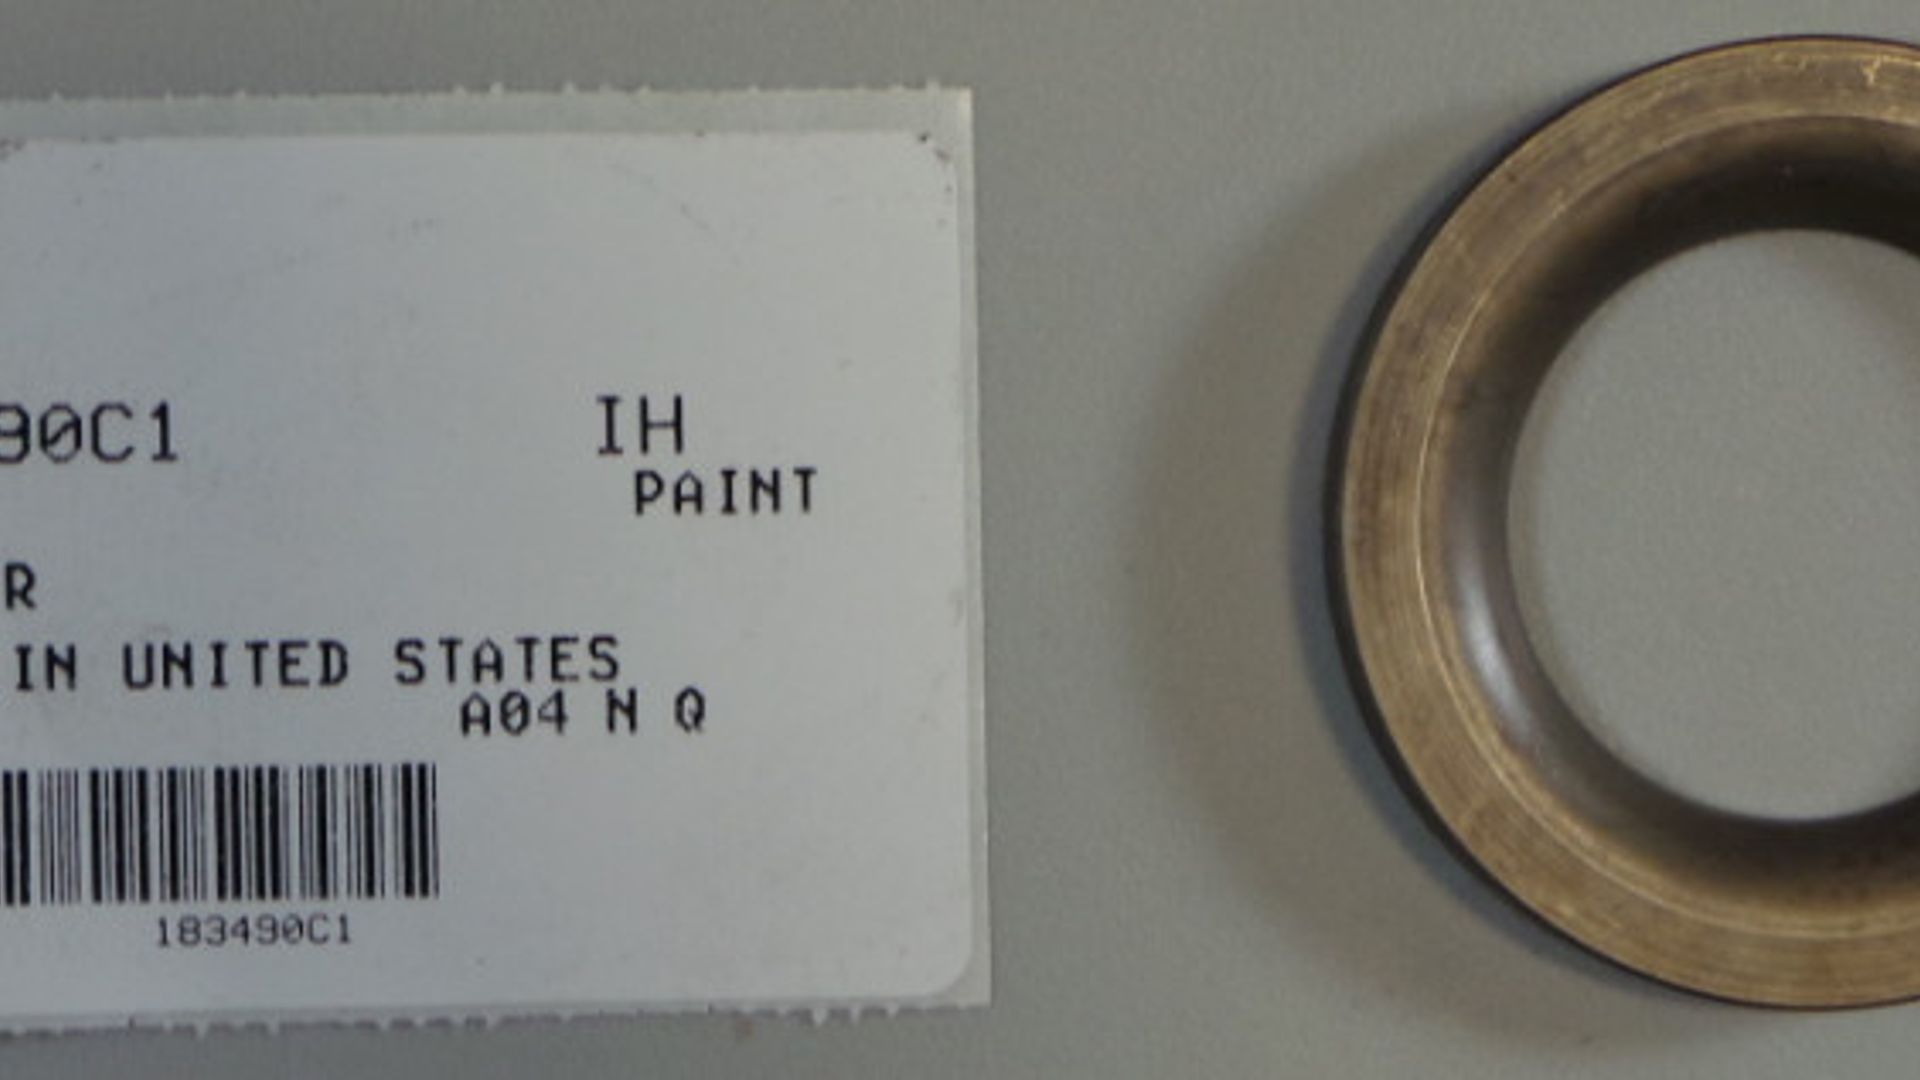 90C1
IH
PAINT
R
IN UNITED STATES
A04 N Q
183490C1